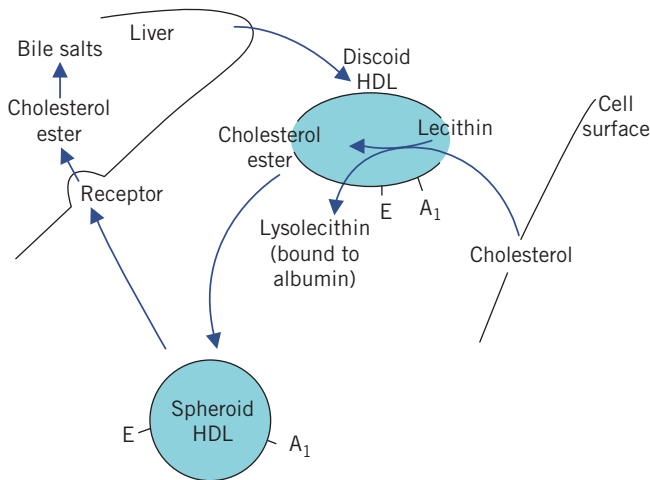 Liver
Bile salts
Discoid
HDL
Cholesterol
ester
Cholesterol
ester
Lecithin
Cell
surface
Receptor
E
A₁
Lysolecithin
(bound to
albumin)
Cholesterol
Spheroid
HDL
E
A₁